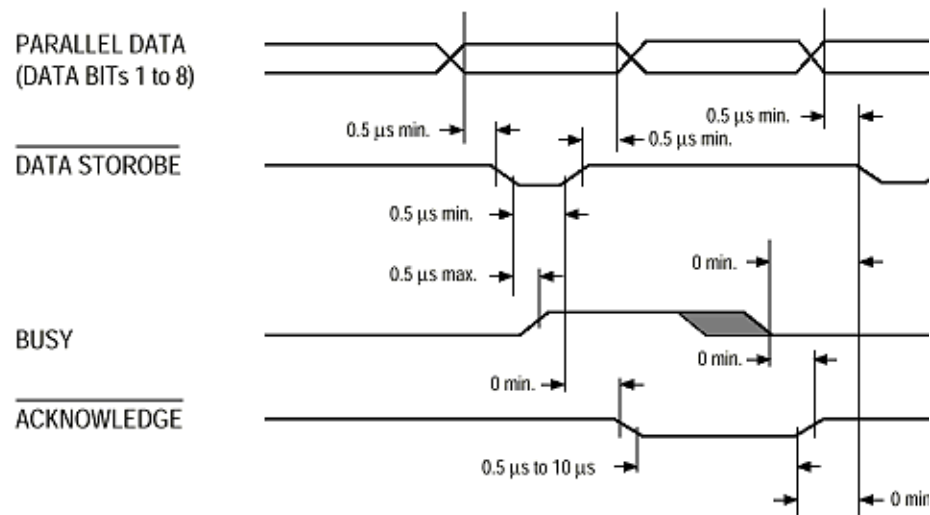 PARALLEL DATA
(DATA BITs 1 to 8)
0.5 µs min.
0.5 µs min.
0.5 µs min.
DATA STOROBE
0.5 µs min.
0.5 µs max.
0 min.
BUSY
0 min.
0 min.
ACKNOWLEDGE
0.5 µs to 10 µs
0 min